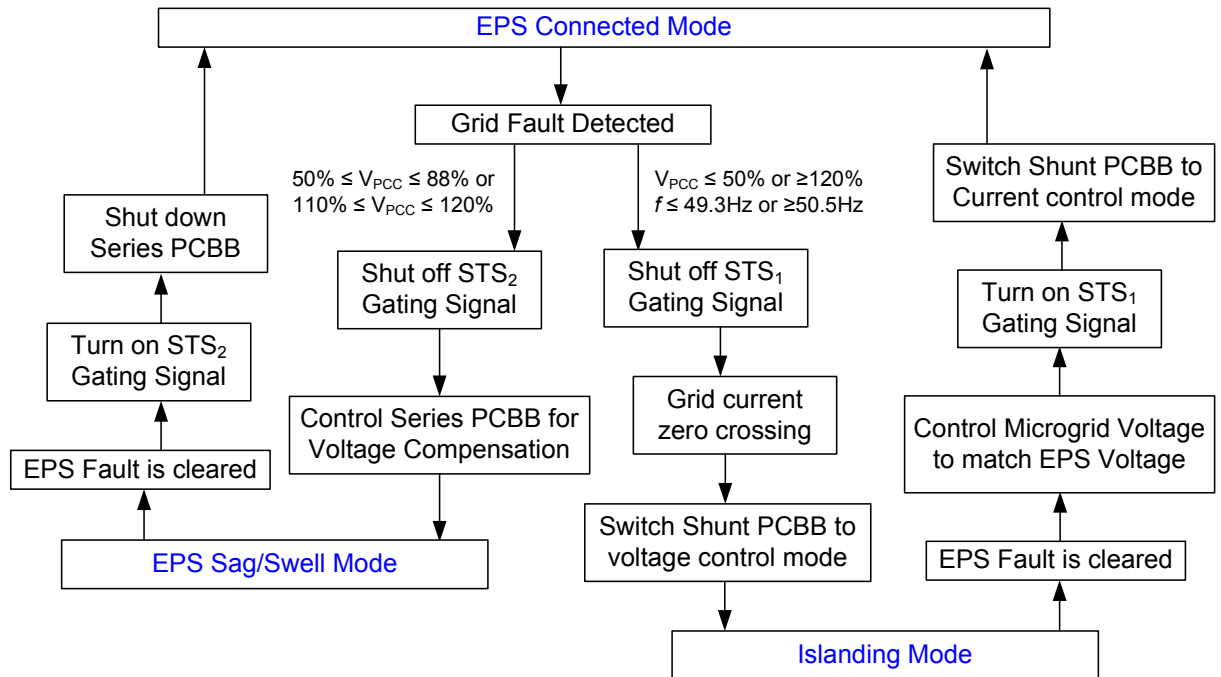 EPS Connected Mode
Grid Fault Detected
50% ≤ V_PCC ≤ 88% or
110% ≤ V_PCC ≤ 120%
V_PCC ≤ 50% or ≥120%
f ≤ 49.3Hz or ≥50.5Hz
Shut down
Series PCBB
Turn on STS₂
Gating Signal
EPS Fault is cleared
Shut off STS₂
Gating Signal
Control Series PCBB for
Voltage Compensation
EPS Sag/Swell Mode
Shut off STS₁
Gating Signal
Grid current
zero crossing
Switch Shunt PCBB to
voltage control mode
Islanding Mode
Switch Shunt PCBB to
Current control mode
Turn on STS₁
Gating Signal
Control Microgrid Voltage
to match EPS Voltage
EPS Fault is cleared